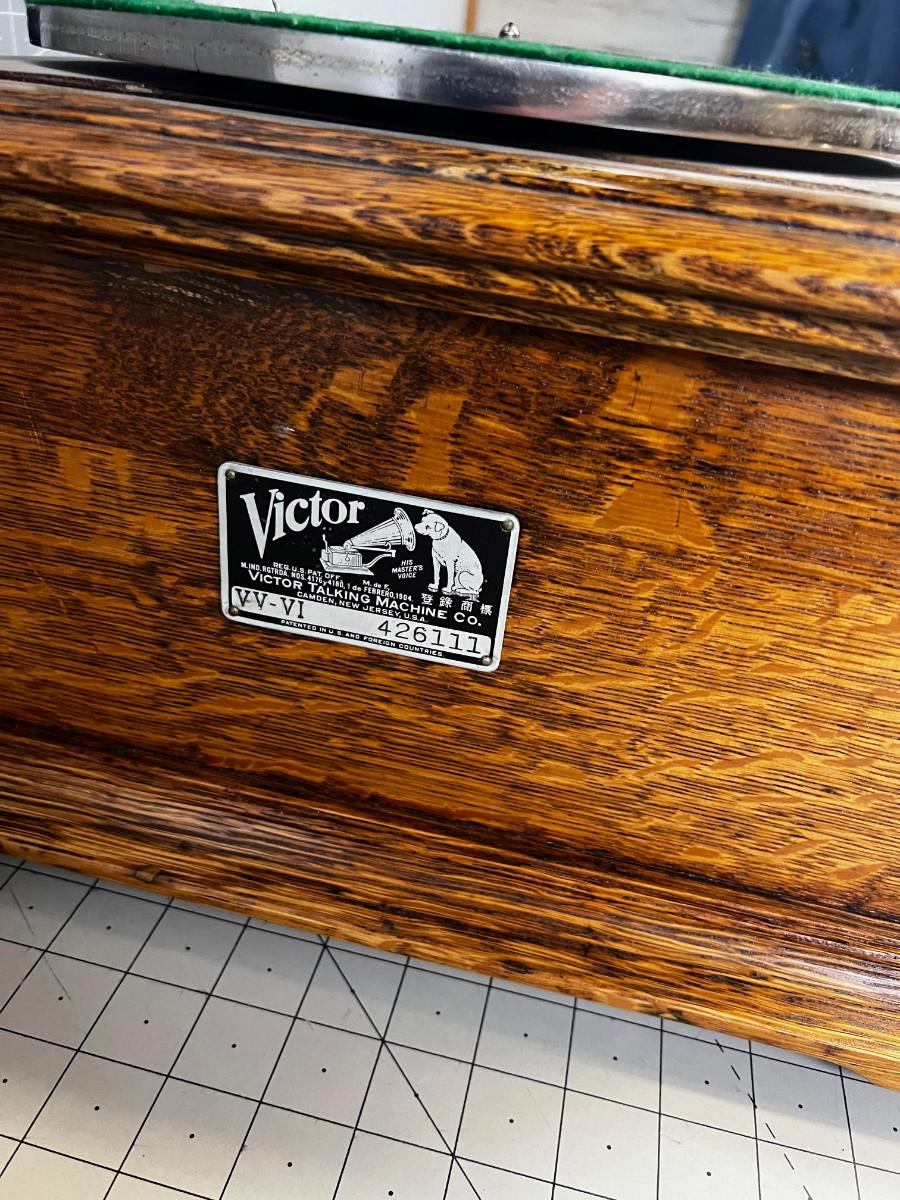 Victor
HIS
MASTER'S
VOICE
REG. U.S. PAT. OFF. M. de F.
M. IND. RGTRDA. NOS. 4176 y 4180, 1 de FEBRERO, 1904. 登錄商標
VICTOR TALKING MACHINE CO.
CAMDEN, NEW JERSEY, U.S.A.
VV-VI 426111
PATENTED IN U.S. AND FOREIGN COUNTRIES.